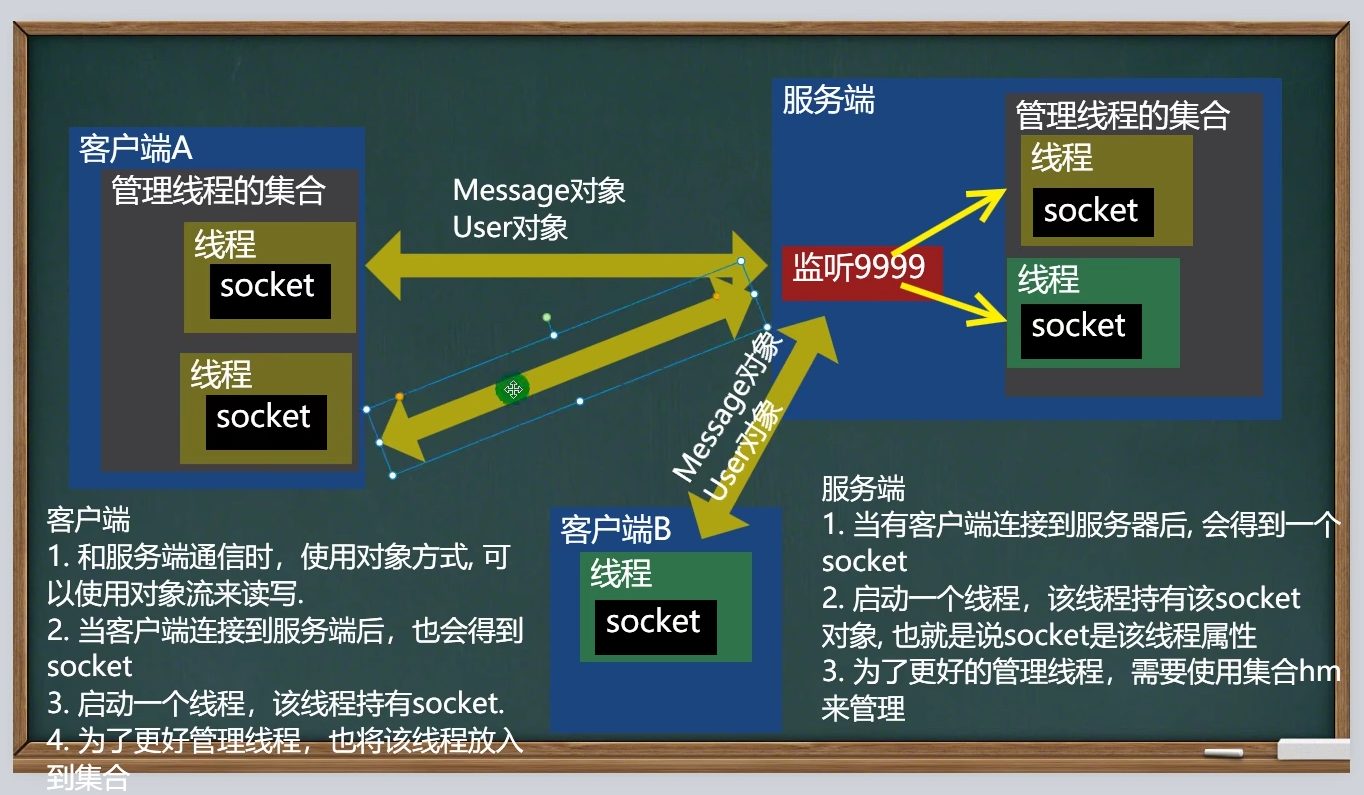 客户端A
管理线程的集合
线程
socket
线程
socket
Message对象
User对象
服务端
管理线程的集合
线程
socket
监听9999
线程
socket
Message对象
User对象
客户端B
线程
socket
客户端
1. 和服务端通信时，使用对象方式, 可
以使用对象流来读写.
2. 当客户端连接到服务端后，也会得到
socket
3. 启动一个线程，该线程持有socket.
4. 为了更好管理线程，也将该线程放入
到集合
服务端
1. 当有客户端连接到服务器后, 会得到一个
socket
2. 启动一个线程，该线程持有该socket
对象, 也就是说socket是该线程属性
3. 为了更好的管理线程，需要使用集合hm
来管理